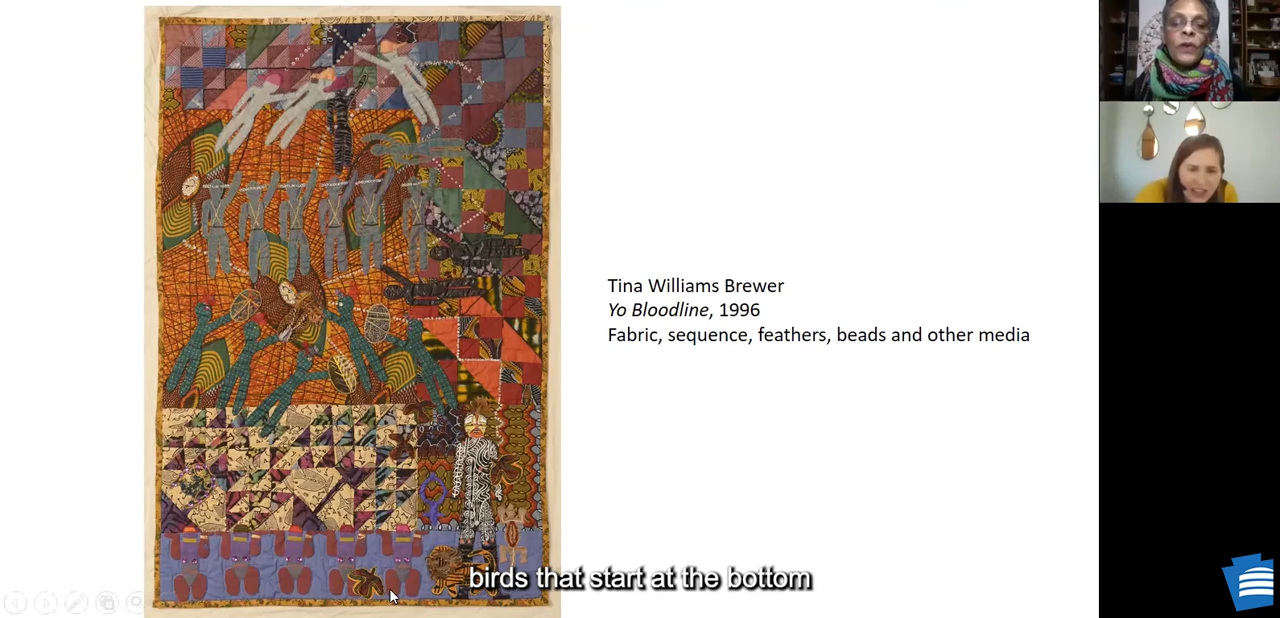 Tina Williams Brewer
Yo Bloodline, 1996
Fabric, sequence, feathers, beads and other media
birds that start at the bottom